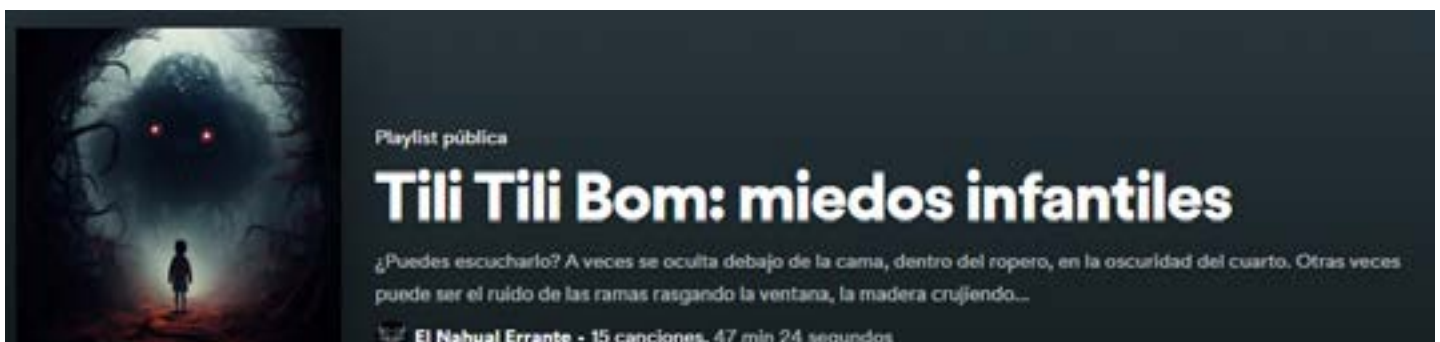 Playlist pública
Tili Tili Bom: miedos infantiles
¿Puedes escucharlo? A veces se oculta debajo de la cama, dentro del ropero, en la oscuridad del cuarto. Otras veces
puede ser el ruido de las ramas rasgando la ventana, la madera crujiendo...
El Nahual Errante • 15 canciones, 47 min 24 segundos